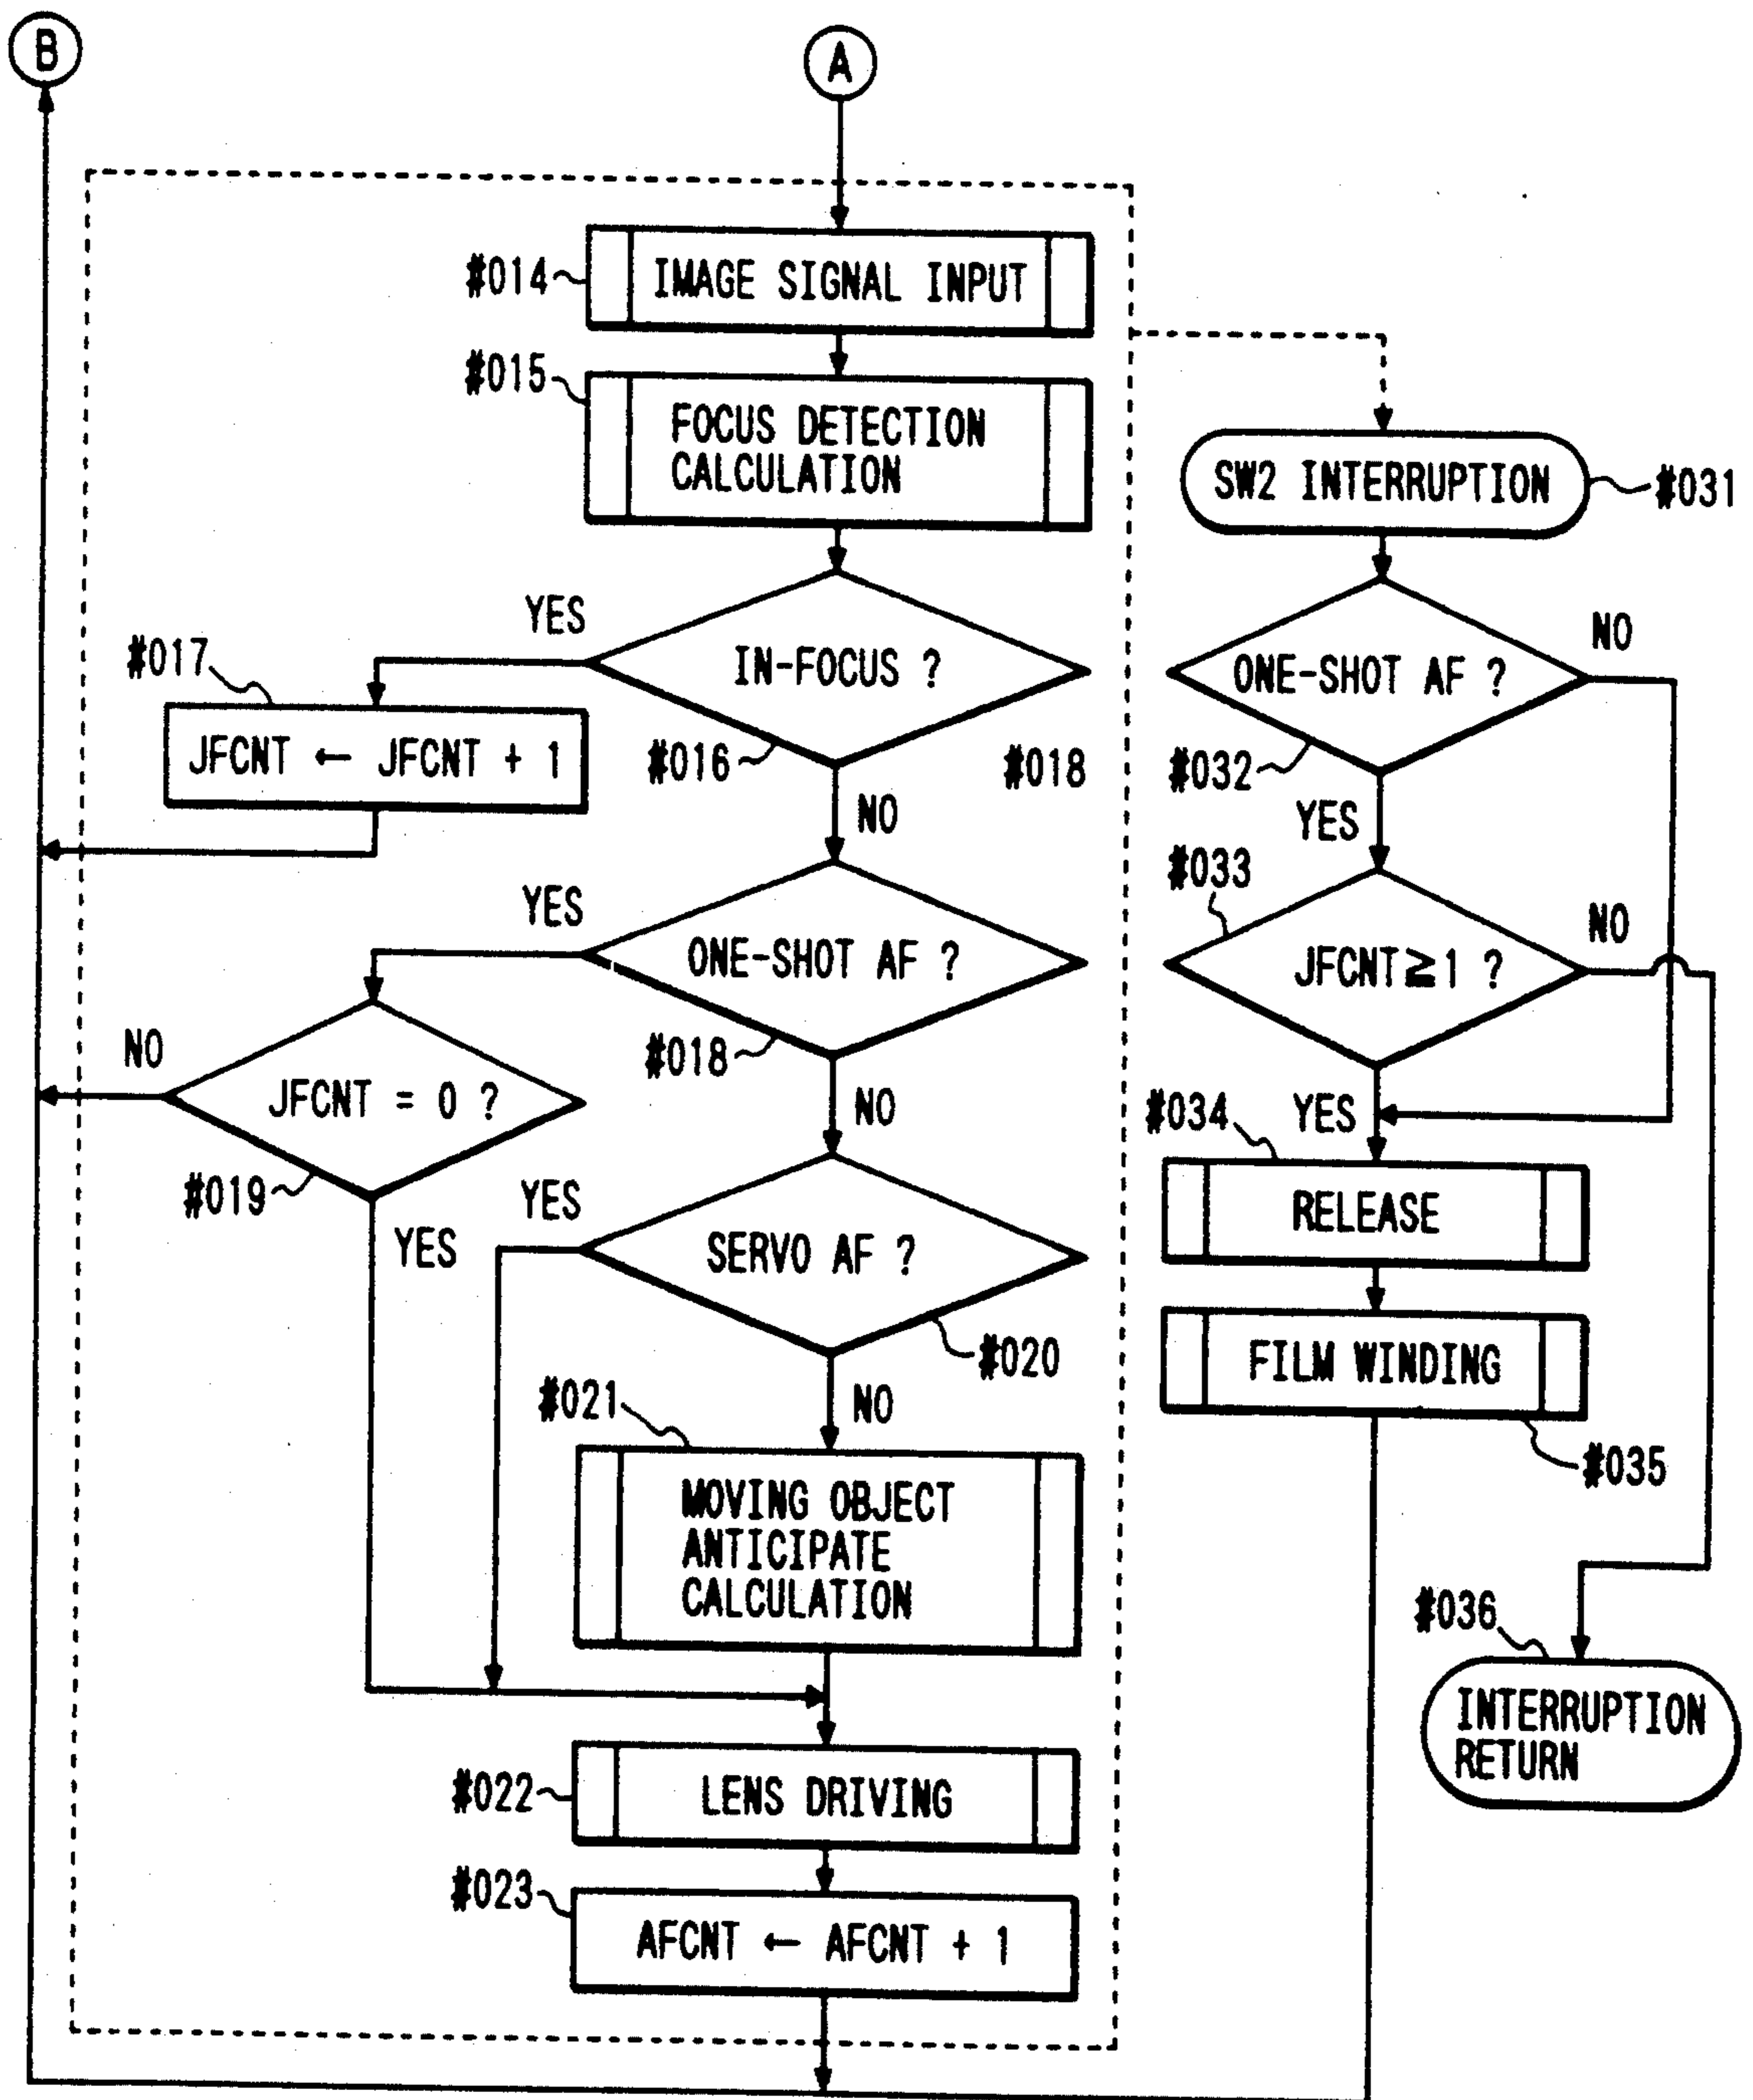 B
A
#014
IMAGE SIGNAL INPUT
#015
FOCUS DETECTION
CALCULATION
YES
IN-FOCUS ?
#016
#018
#017
JFCNT ← JFCNT + 1
NO
YES
ONE-SHOT AF ?
#018
NO
JFCNT = 0 ?
#019
YES
NO
YES
SERVO AF ?
#020
NO
#021
MOVING OBJECT
ANTICIPATE
CALCULATION
#022
LENS DRIVING
#023
AFCNT ← AFCNT + 1
SW2 INTERRUPTION
#031
ONE-SHOT AF ?
NO
#032
YES
#033
JFCNT≧1 ?
NO
YES
#034
RELEASE
FILM WINDING
#035
#036
INTERRUPTION
RETURN